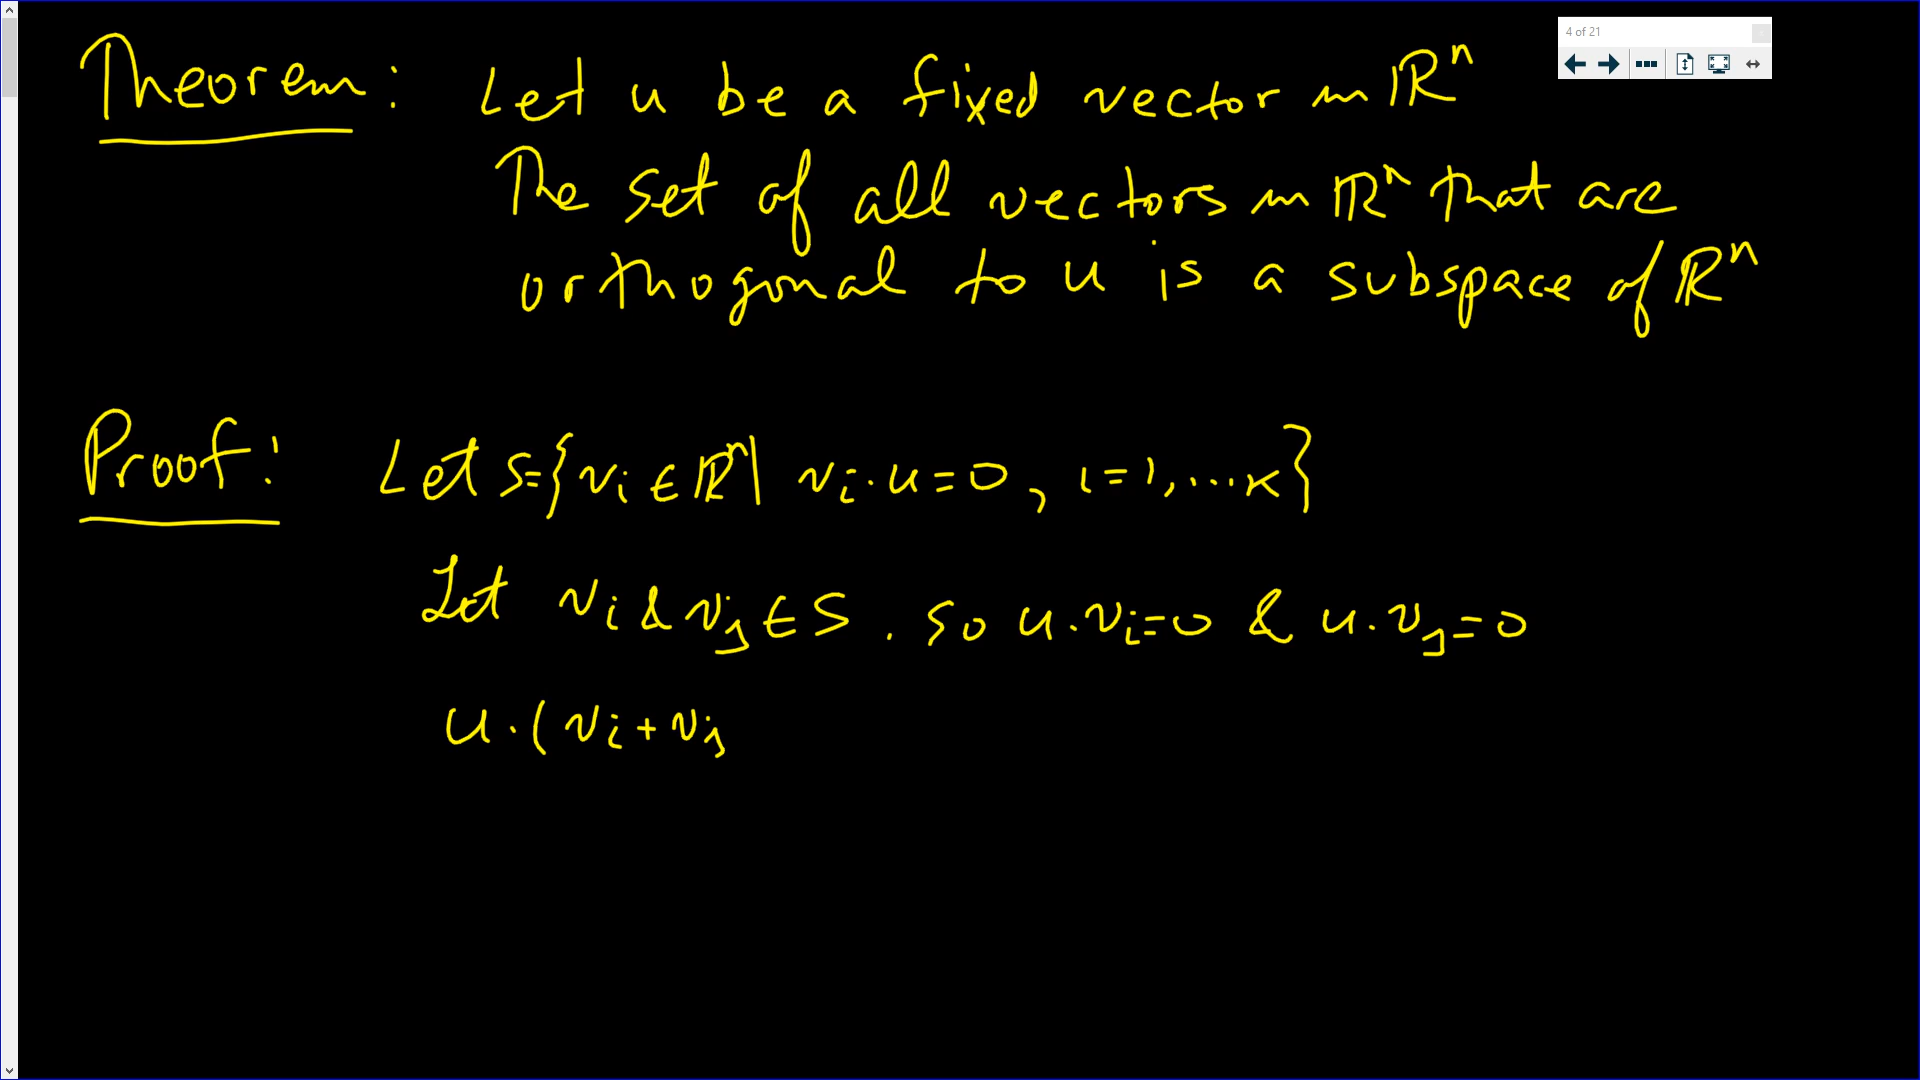 4 of 21
Theorem: Let u be a fixed vector in ℝⁿ
The set of all vectors in ℝⁿ that are
orthogonal to u is a subspace of ℝⁿ
Proof: Let S={vᵢ ∈ ℝⁿ| vᵢ·u=0, i=1,...k}
Let vᵢ & vⱼ ∈ S. So u·vᵢ=0 & u·vⱼ=0
u·(vᵢ+vⱼ